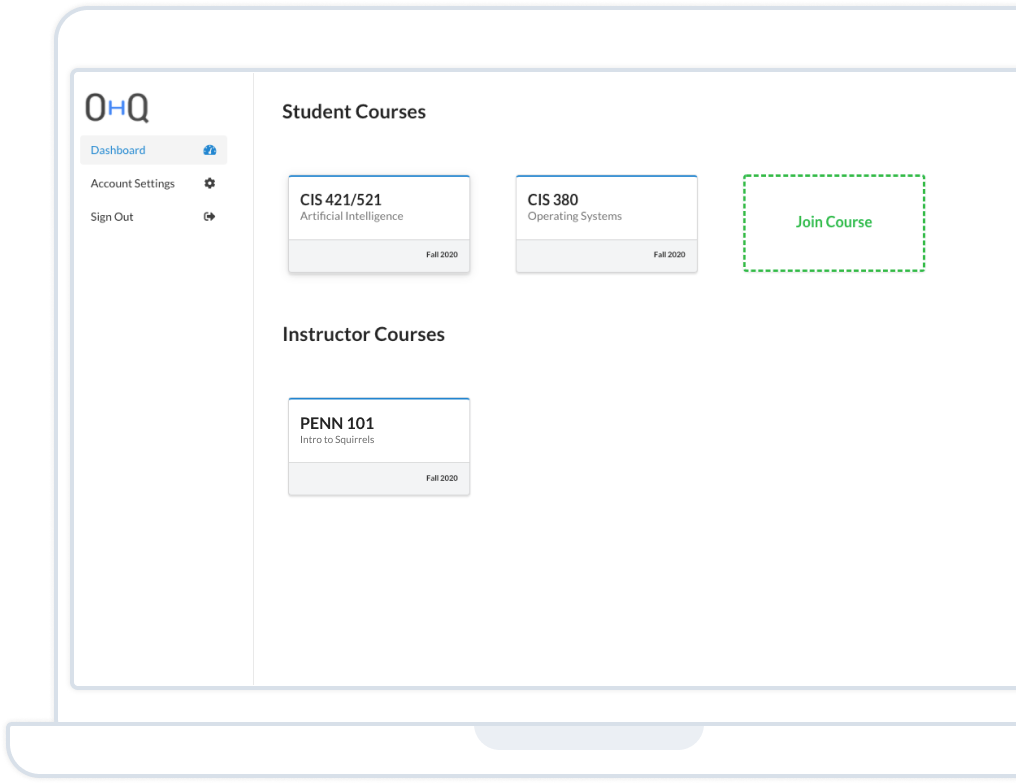 OHQ
Dashboard
Account Settings
Sign Out
Student Courses
CIS 421/521
Artificial Intelligence
Fall 2020
CIS 380
Operating Systems
Fall 2020
Join Course
Instructor Courses
PENN 101
Intro to Squirrels
Fall 2020